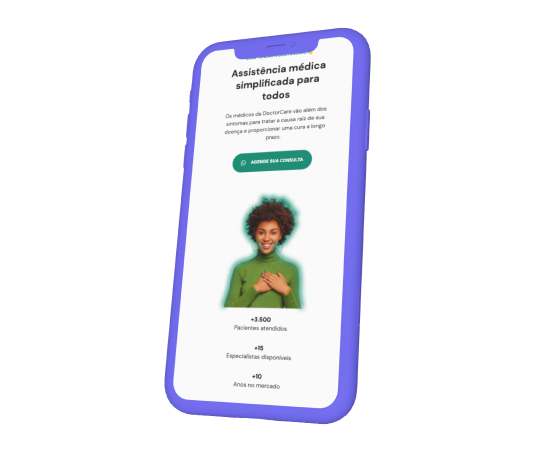 Assistência médica
simplificada para
todos
Os médicos da DoctorCare vão além dos
sintomas para tratar a causa raiz de sua
doença e proporcionar uma cura a longo
prazo.
AGENDE SUA CONSULTA
+3.500
Pacientes atendidos
+15
Especialistas disponíveis
+10
Anos no mercado